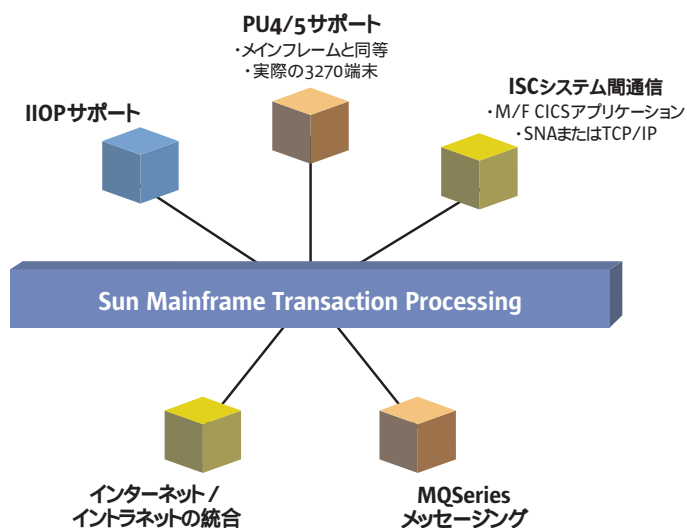 PU4/5サポート
・メインフレームと同等
・実際の3270端末
ISCシステム間通信
・M/F CICSアプリケーション
・SNAまたはTCP/IP
IIOPサポート
Sun Mainframe Transaction Processing
インターネット /
イントラネットの統合
MQSeries
メッセージング